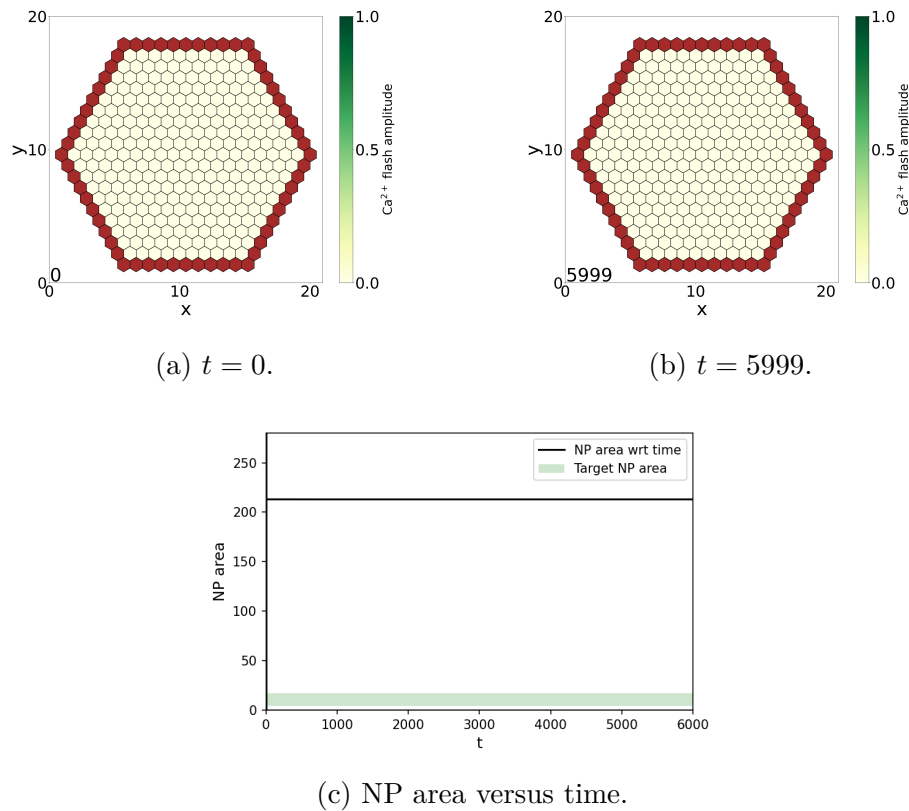 20
10
0
y
0
0
10
20
x
1.0
0.5
0.0
Ca²⁺ flash amplitude
20
10
0
y
5999
0
10
20
x
1.0
0.5
0.0
Ca²⁺ flash amplitude
(a) t = 0.
(b) t = 5999.
250
200
150
100
50
0
NP area
NP area wrt time
Target NP area
0
1000
2000
3000
4000
5000
6000
t
(c) NP area versus time.